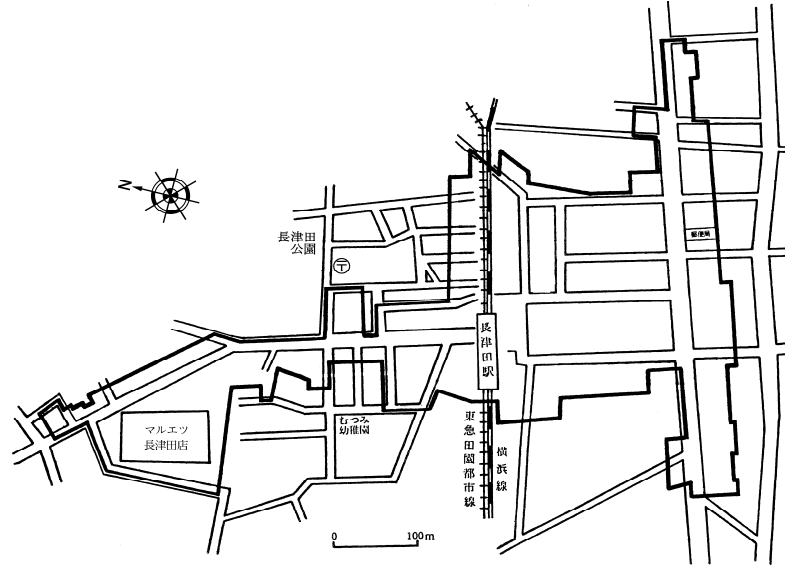 N
長津田
公園
〒
郵便局
長津田駅
マルエツ
長津田店
むつみ
幼稚園
東急田園都市線
横浜線
0 100m